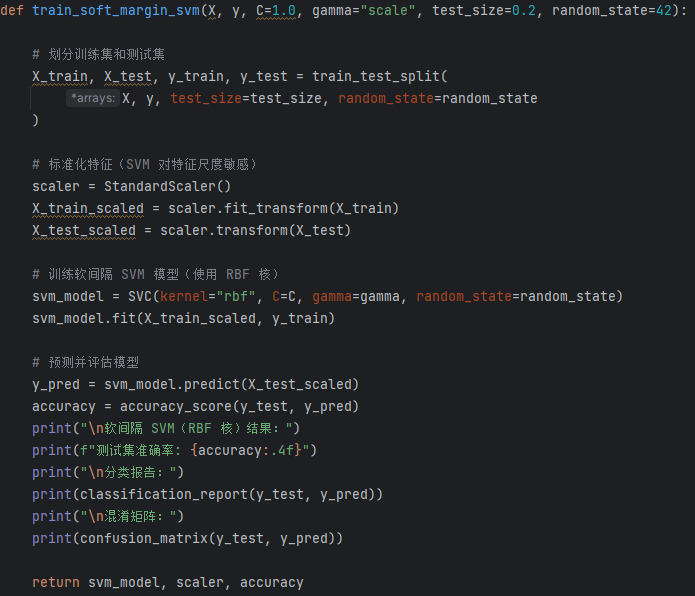 def train_soft_margin_svm(X, y, C=1.0, gamma="scale", test_size=0.2, random_state=42):
# 划分训练集和测试集
X_train, X_test, y_train, y_test = train_test_split(
*arrays: X, y, test_size=test_size, random_state=random_state
)
# 标准化特征（SVM 对特征尺度敏感）
scaler = StandardScaler()
X_train_scaled = scaler.fit_transform(X_train)
X_test_scaled = scaler.transform(X_test)
# 训练软间隔 SVM 模型（使用 RBF 核）
svm_model = SVC(kernel="rbf", C=C, gamma=gamma, random_state=random_state)
svm_model.fit(X_train_scaled, y_train)
# 预测并评估模型
y_pred = svm_model.predict(X_test_scaled)
accuracy = accuracy_score(y_test, y_pred)
print("\n软间隔 SVM（RBF 核）结果：")
print(f"测试集准确率: {accuracy:.4f}")
print("\n分类报告：")
print(classification_report(y_test, y_pred))
print("\n混淆矩阵：")
print(confusion_matrix(y_test, y_pred))
return svm_model, scaler, accuracy